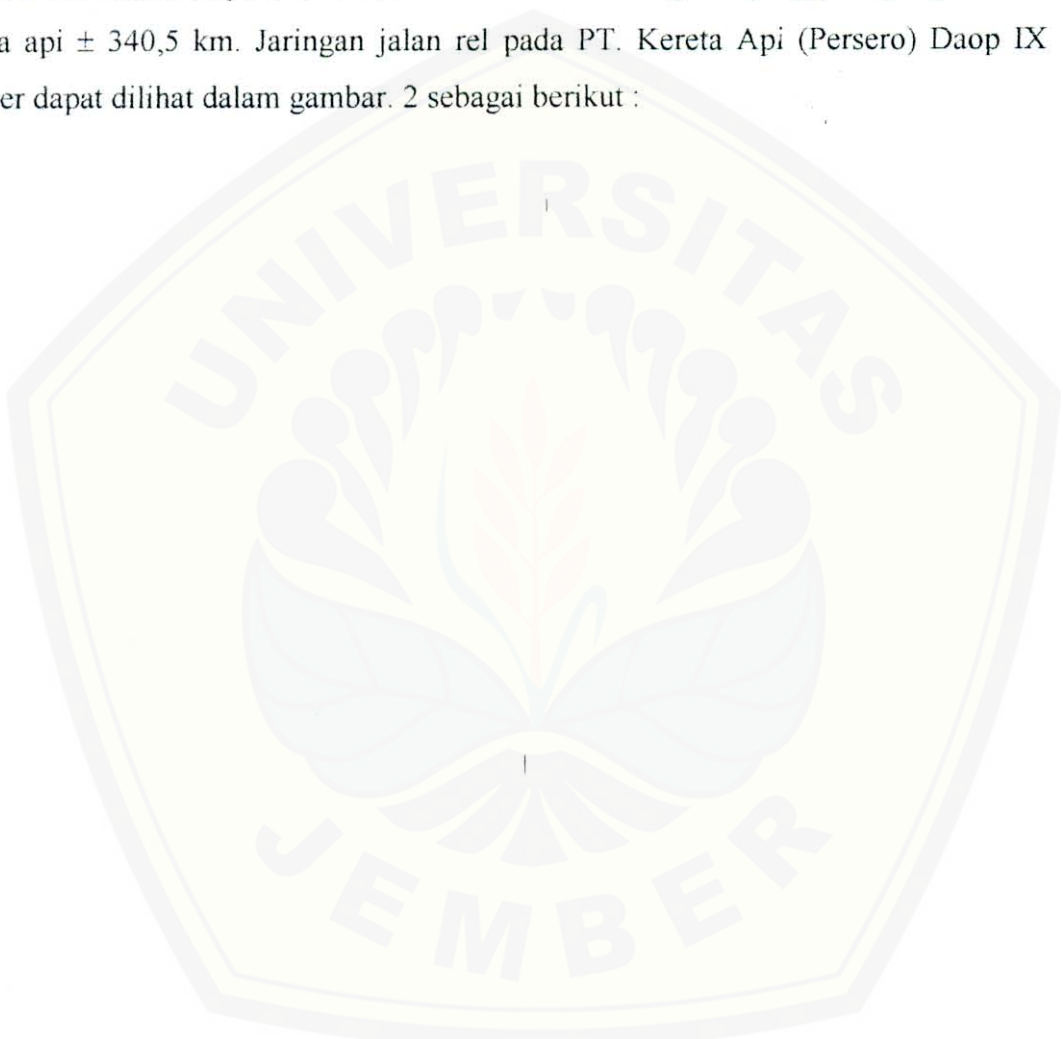 a api ± 340,5 km. Jaringan jalan rel pada PT. Kereta Api (Persero) Daop IX
er dapat dilihat dalam gambar. 2 sebagai berikut :
UNIVERSITAS
JEMBER